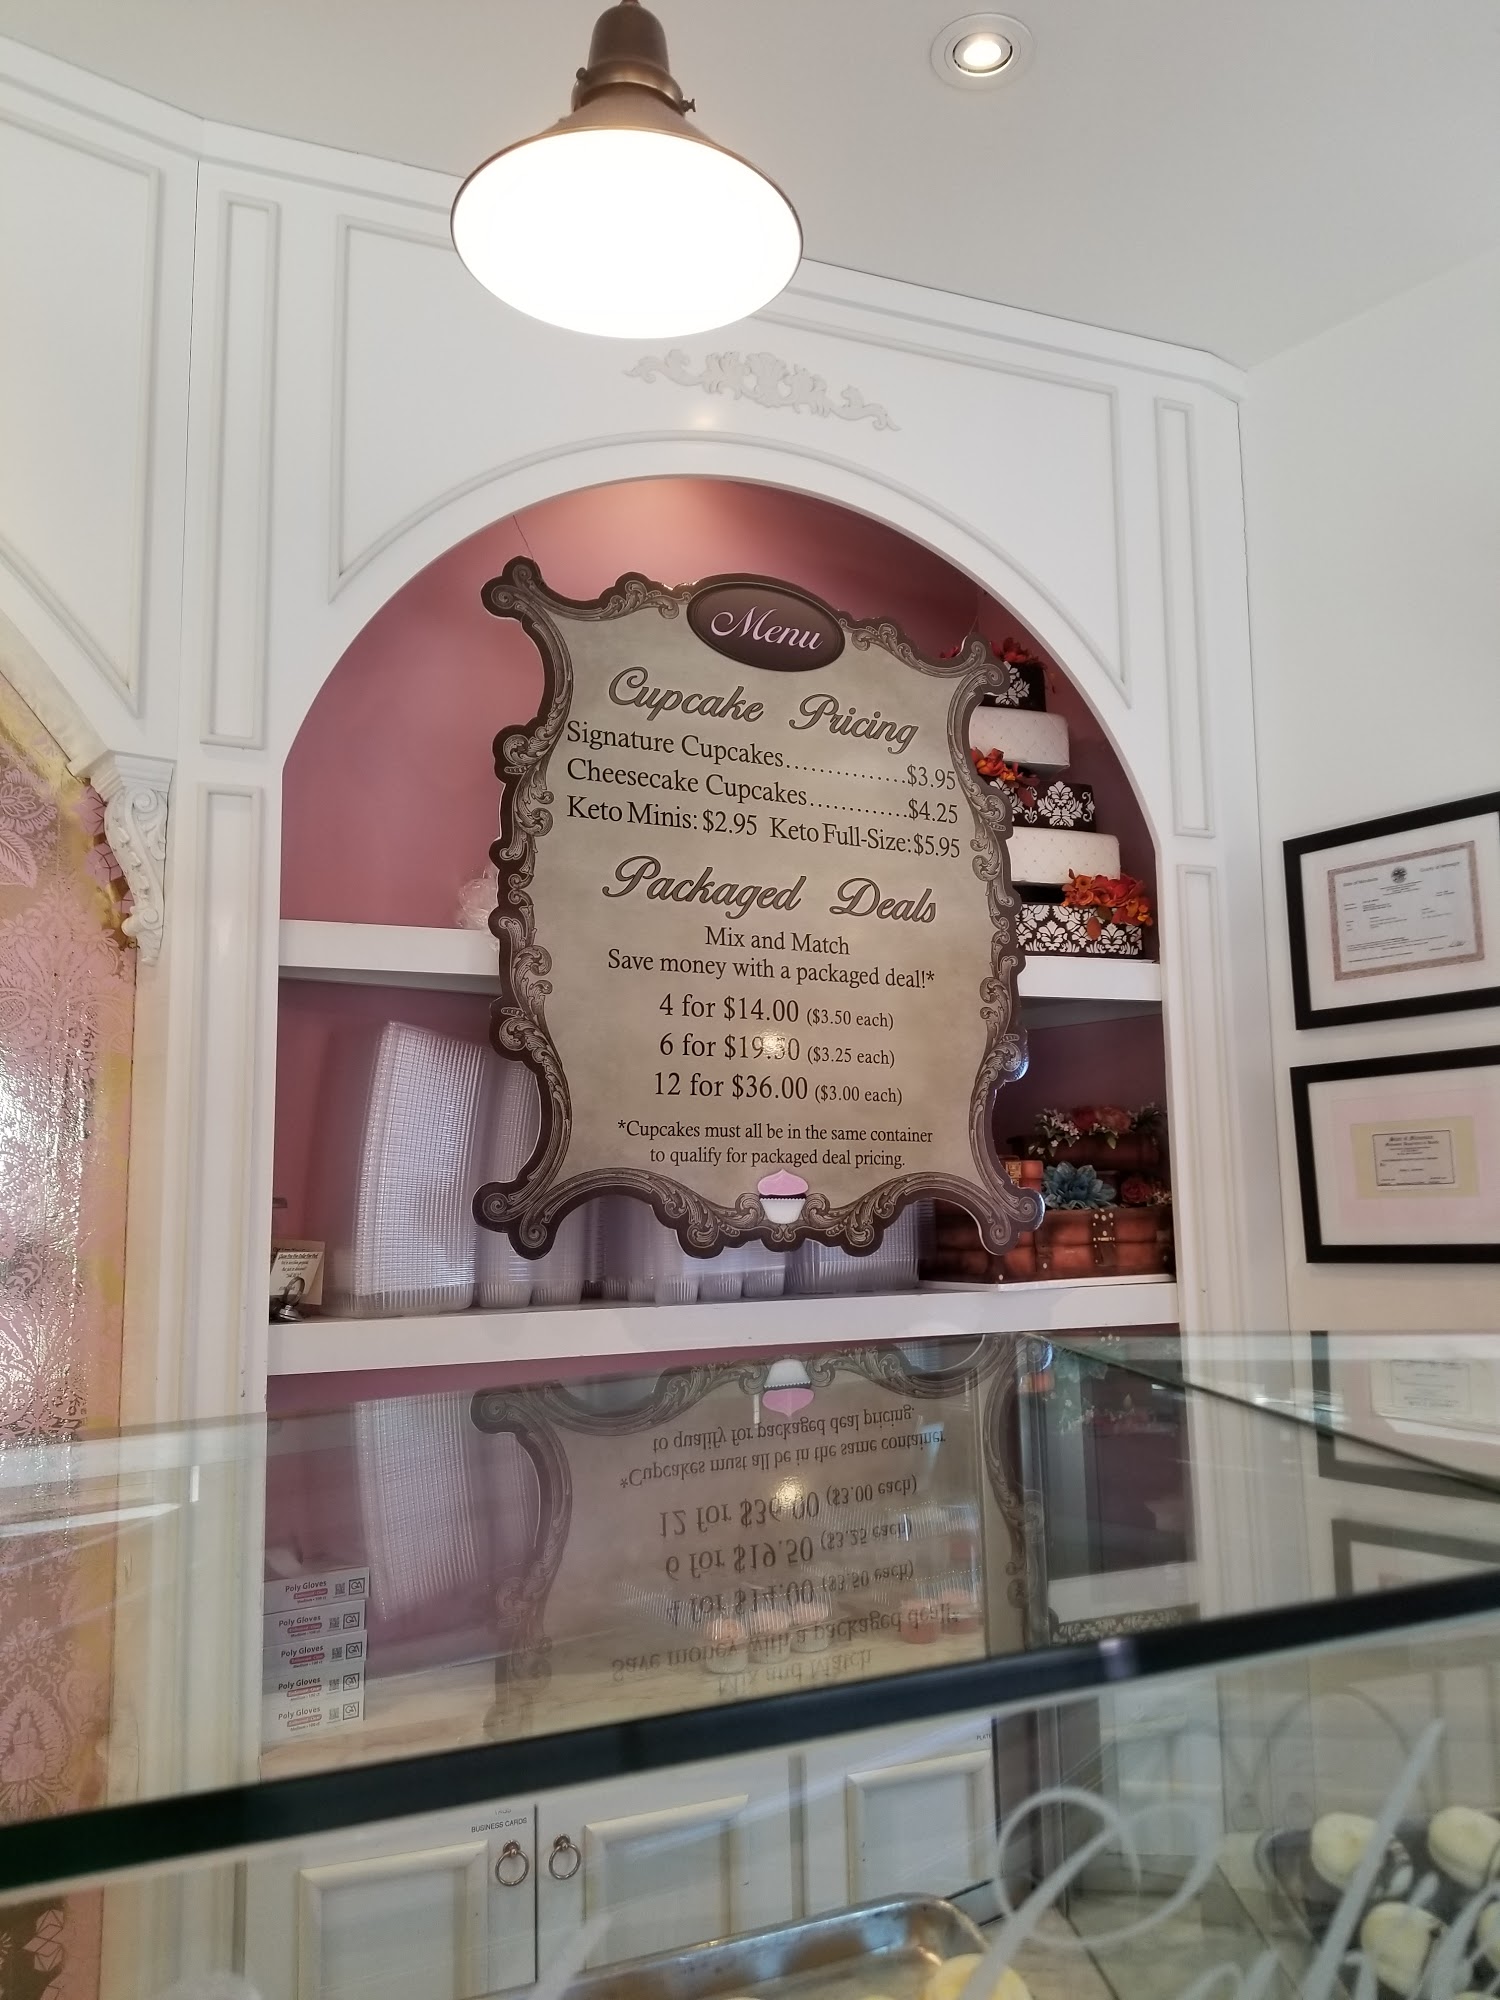 Menu
Cupcake Pricing
Signature Cupcakes...............$3.95
Cheesecake Cupcakes............$4.25
Keto Minis: $2.95 Keto Full-Size: $5.95
Packaged Deals
Mix and Match
Save money with a packaged deal!*
4 for $14.00 ($3.50 each)
6 for $19.50 ($3.25 each)
12 for $36.00 ($3.00 each)
*Cupcakes must all be in the same container
to qualify for packaged deal pricing.
Poly Gloves
Poly Gloves
Poly Gloves
Poly Gloves
Poly Gloves
BUSINESS CARDS